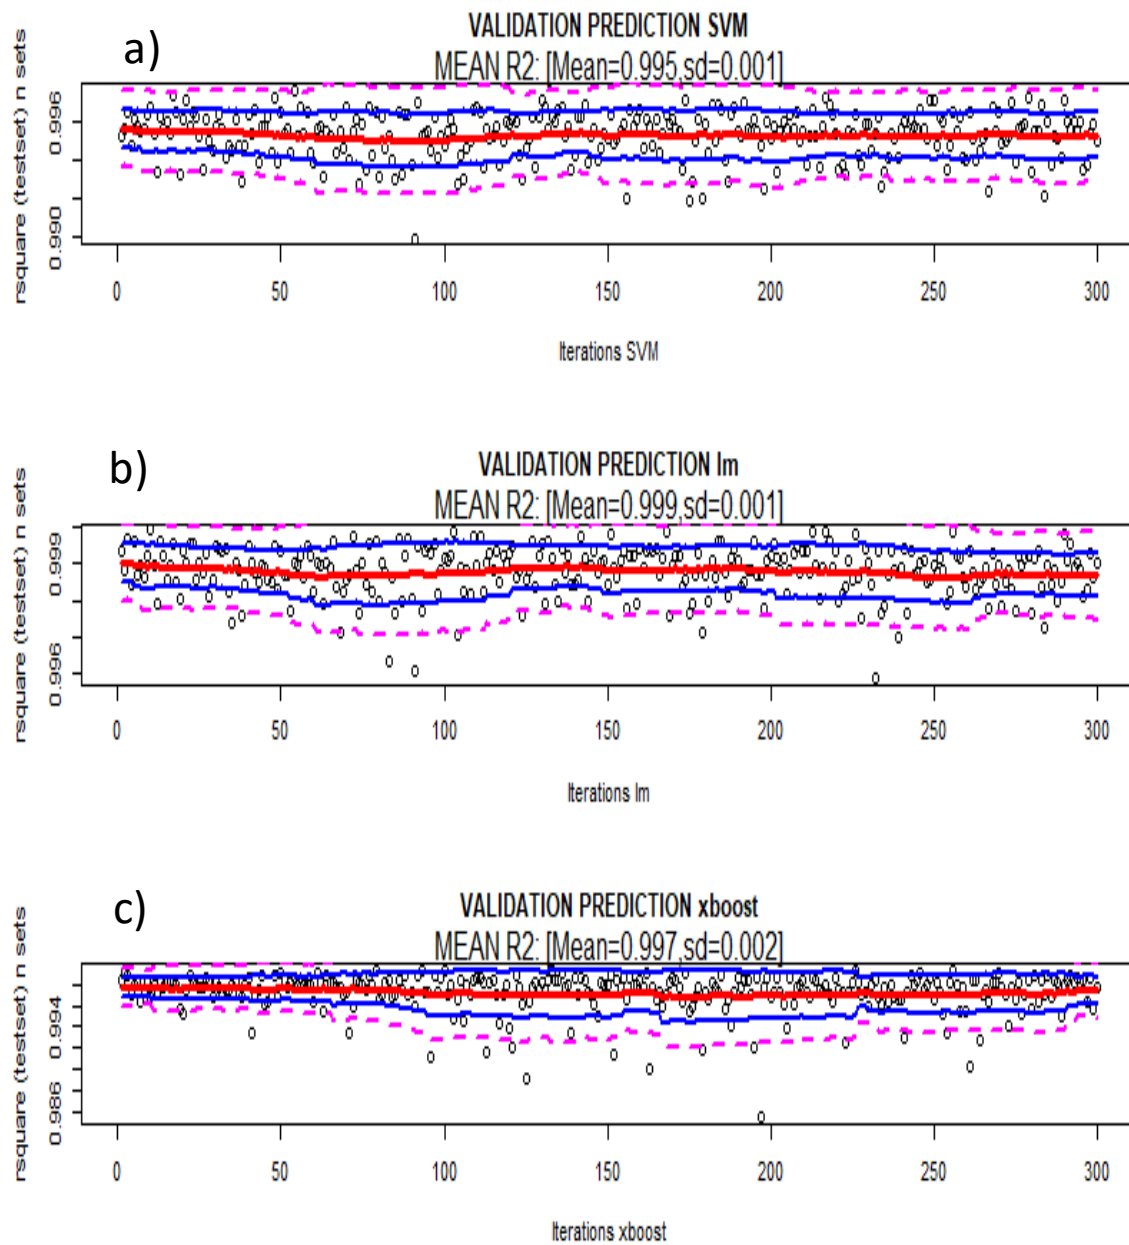 a)
VALIDATION PREDICTION SVM
MEAN R2: [Mean=0.995,sd=0.001]
rsquare (testset) n sets
0.996
0.990
0 50 100 150 200 250 300
Iterations SVM
b)
VALIDATION PREDICTION lm
MEAN R2: [Mean=0.999,sd=0.001]
rsquare (testset) n sets
0.999
0.996
0 50 100 150 200 250 300
Iterations lm
c)
VALIDATION PREDICTION xboost
MEAN R2: [Mean=0.997,sd=0.002]
rsquare (testset) n sets
0.994
0.986
0 50 100 150 200 250 300
Iterations xboost